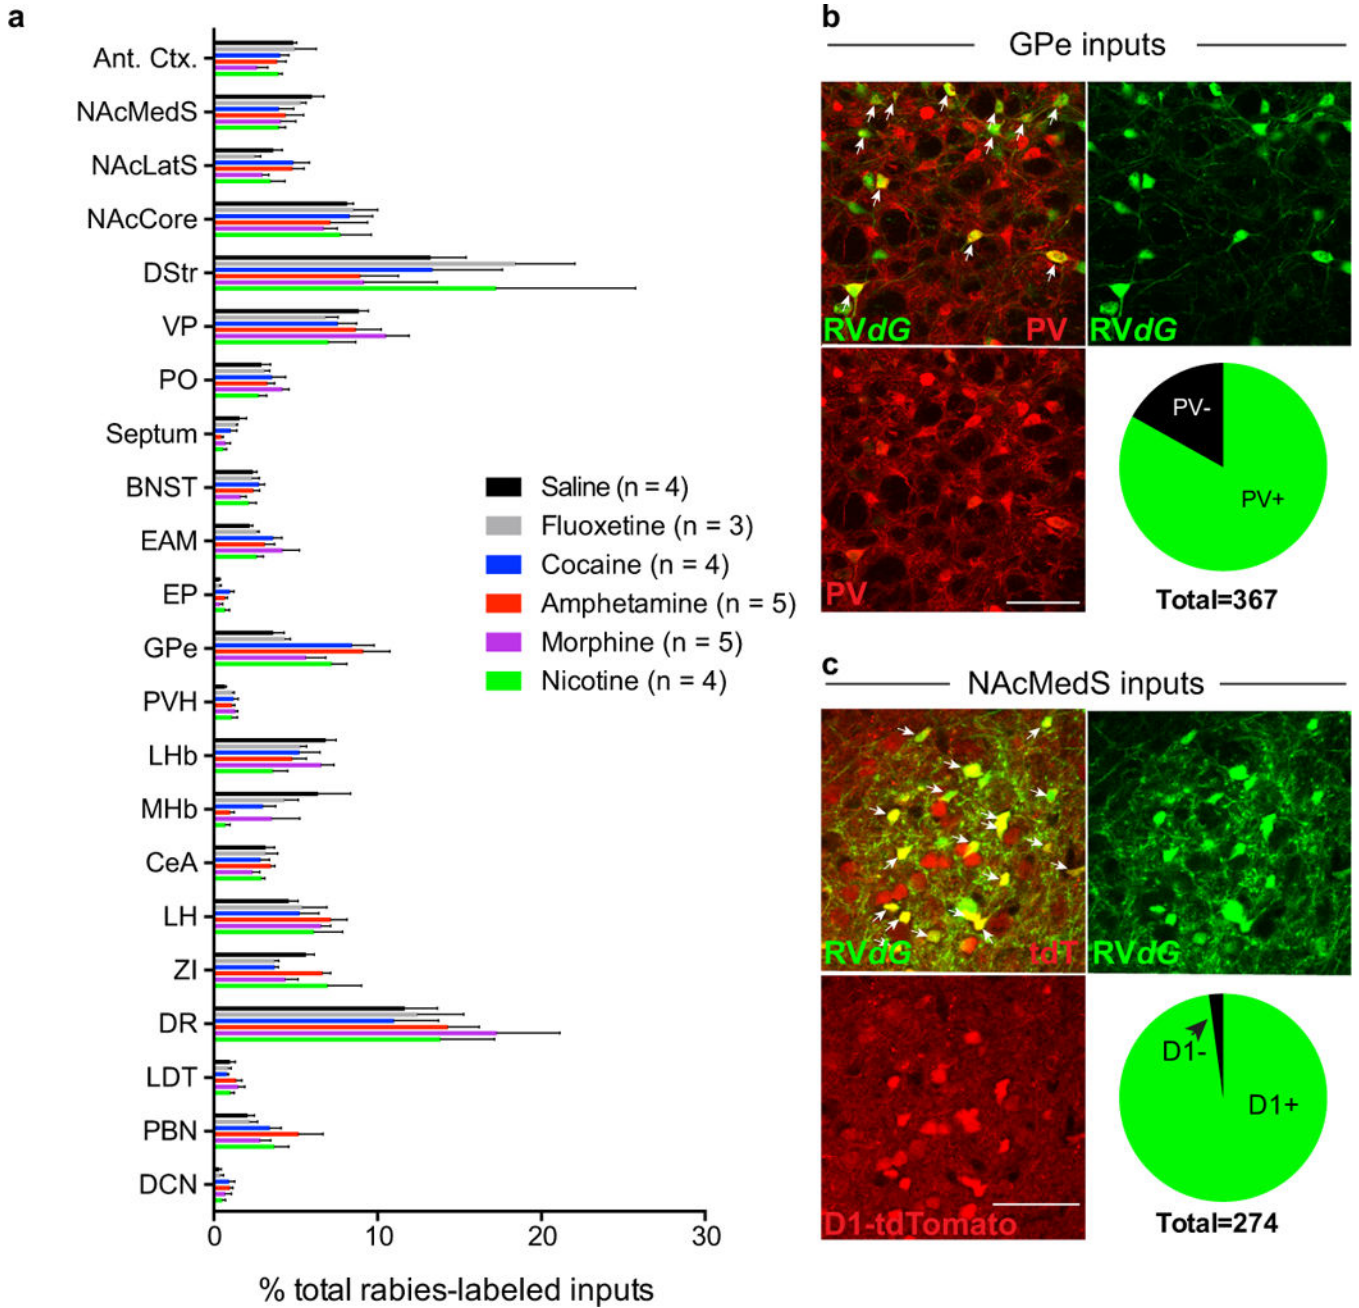 a
Ant. Ctx.
NAcMedS
NAcLatS
NAcCore
DStr
VP
PO
Septum
BNST
EAM
EP
GPe
PVH
LHb
MHb
CeA
LH
ZI
DR
LDT
PBN
DCN
0 10 20 30
% total rabies-labeled inputs
Saline (n = 4)
Fluoxetine (n = 3)
Cocaine (n = 4)
Amphetamine (n = 5)
Morphine (n = 5)
Nicotine (n = 4)
b
GPe inputs
RVdG PV
RVdG
PV
PV-
PV+
Total=367
c
NAcMedS inputs
RVdG tdT
RVdG
D1-tdTomato
D1-
D1+
Total=274